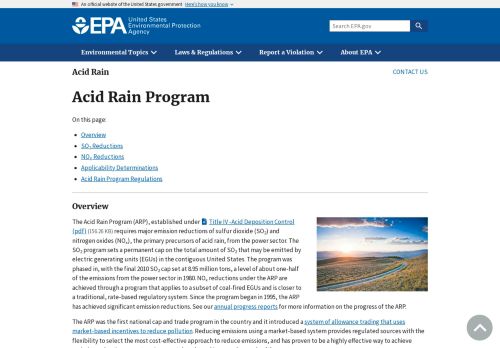 An official website of the United States government Here's how you know
EPA United States
Environmental Protection
Agency
Search EPA.gov
Environmental Topics Laws & Regulations Report a Violation About EPA
Acid Rain CONTACT US
Acid Rain Program
On this page:
Overview
SO₂ Reductions
NOₓ Reductions
Applicability Determinations
Acid Rain Program Regulations
Overview
The Acid Rain Program (ARP), established under Title IV-Acid Deposition Control
(pdf) (156.26 KB) requires major emission reductions of sulfur dioxide (SO₂) and
nitrogen oxides (NOₓ), the primary precursors of acid rain, from the power sector. The
SO₂ program sets a permanent cap on the total amount of SO₂ that may be emitted by
electric generating units (EGUs) in the contiguous United States. The program was
phased in, with the final 2010 SO₂ cap set at 8.95 million tons, a level of about one-half
of the emissions from the power sector in 1980. NOₓ reductions under the ARP are
achieved through a program that applies to a subset of coal-fired EGUs and is closer to
a traditional, rate-based regulatory system. Since the program began in 1995, the ARP
has achieved significant emission reductions. See our annual progress reports for more information on the progress of the ARP.
The ARP was the first national cap and trade program in the country and it introduced a system of allowance trading that uses
market-based incentives to reduce pollution. Reducing emissions using a market-based system provides regulated sources with the
flexibility to select the most cost-effective approach to reduce emissions, and has proven to be a highly effective way to achieve